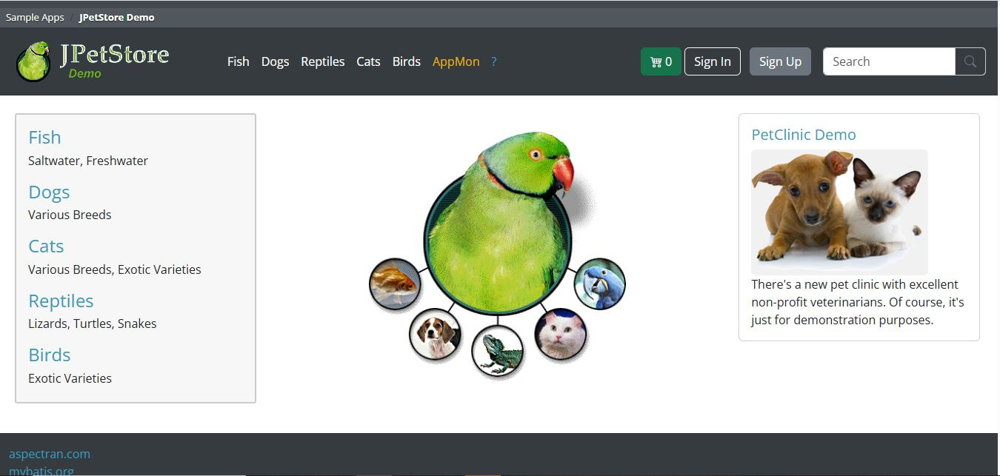 Sample Apps / JPetStore Demo
JPetStore
Demo
Fish Dogs Reptiles Cats Birds AppMon ? 0 Sign In Sign Up Search
Fish
Saltwater, Freshwater
Dogs
Various Breeds
Cats
Various Breeds, Exotic Varieties
Reptiles
Lizards, Turtles, Snakes
Birds
Exotic Varieties
PetClinic Demo
There's a new pet clinic with excellent
non-profit veterinarians. Of course, it's
just for demonstration purposes.
aspectran.com
mybatis.org